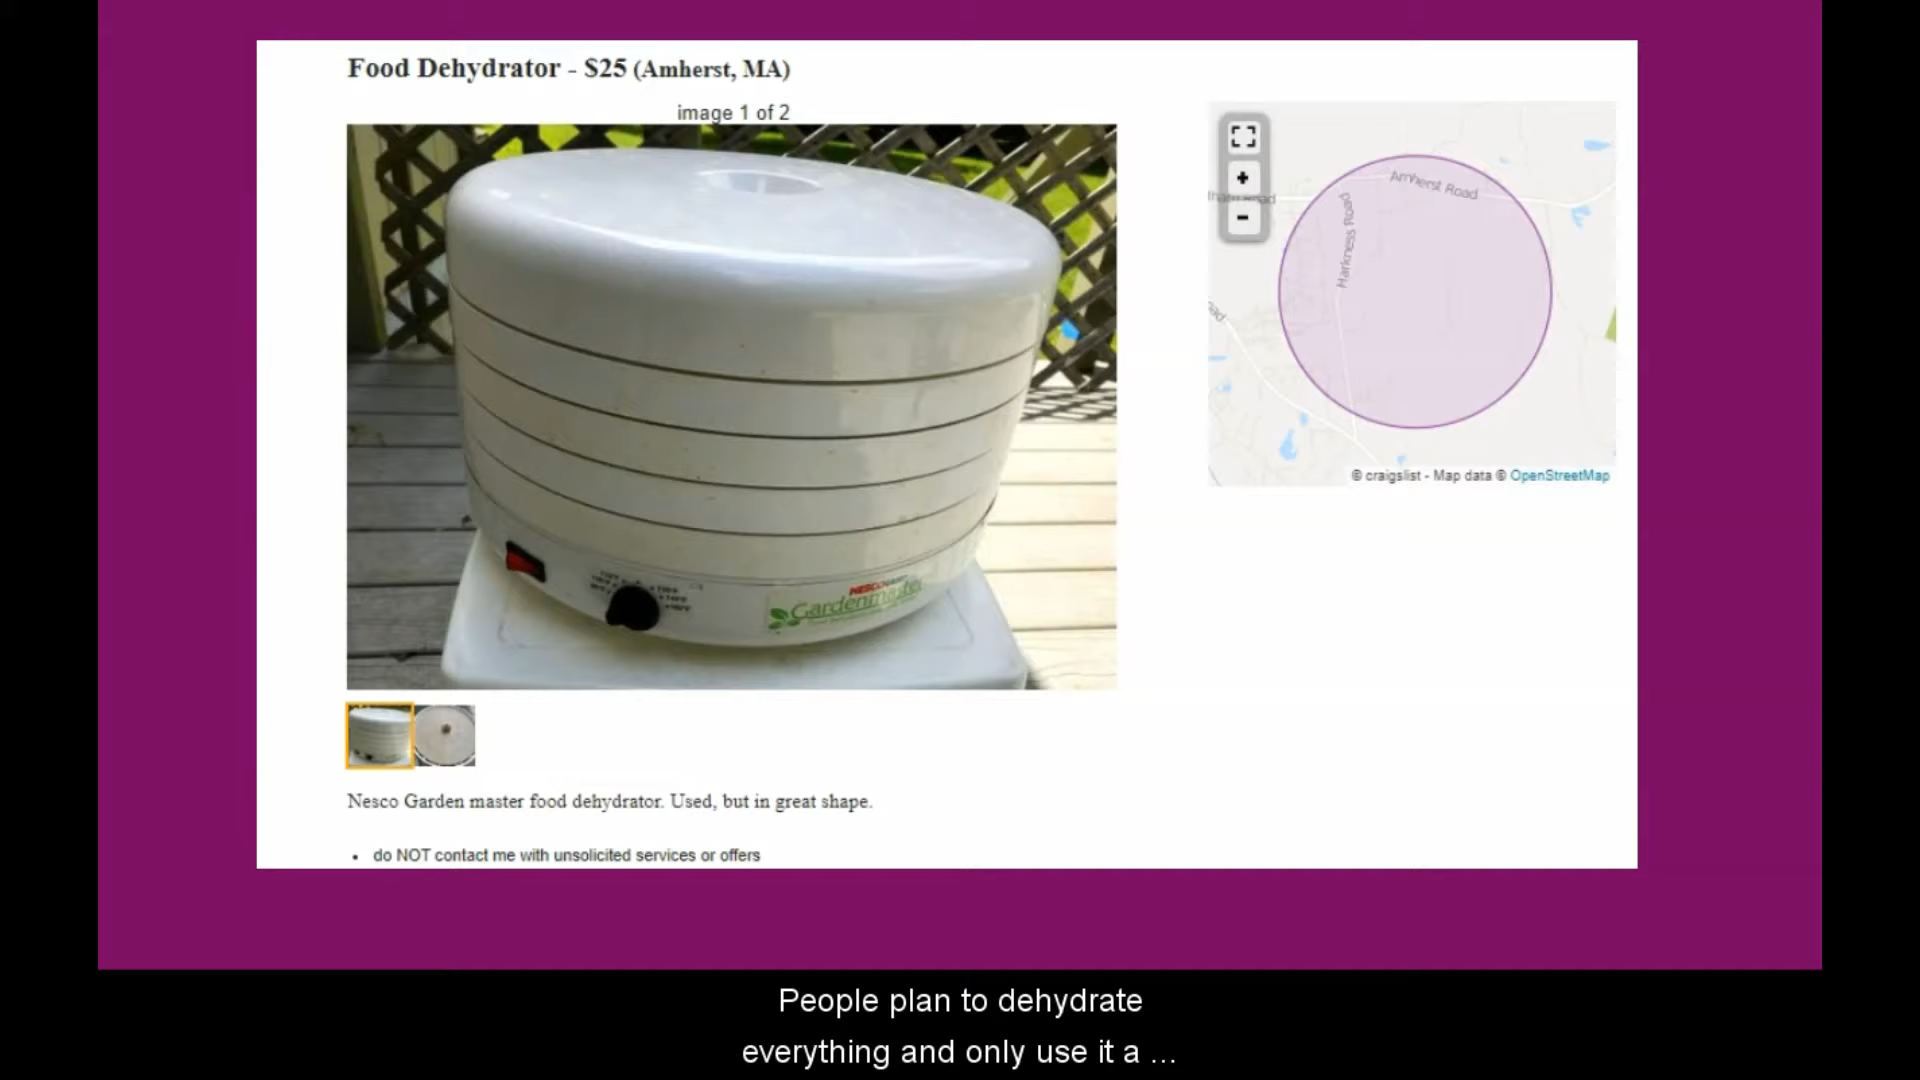 Food Dehydrator - S25 (Amherst, MA)
image 1 of 2
Amherst Road
Harkness Road
+
-
NESCO
Gardenmaster
© craigslist - Map data © OpenStreetMap
Nesco Garden master food dehydrator. Used, but in great shape.
• do NOT contact me with unsolicited services or offers
People plan to dehydrate
everything and only use it a ...